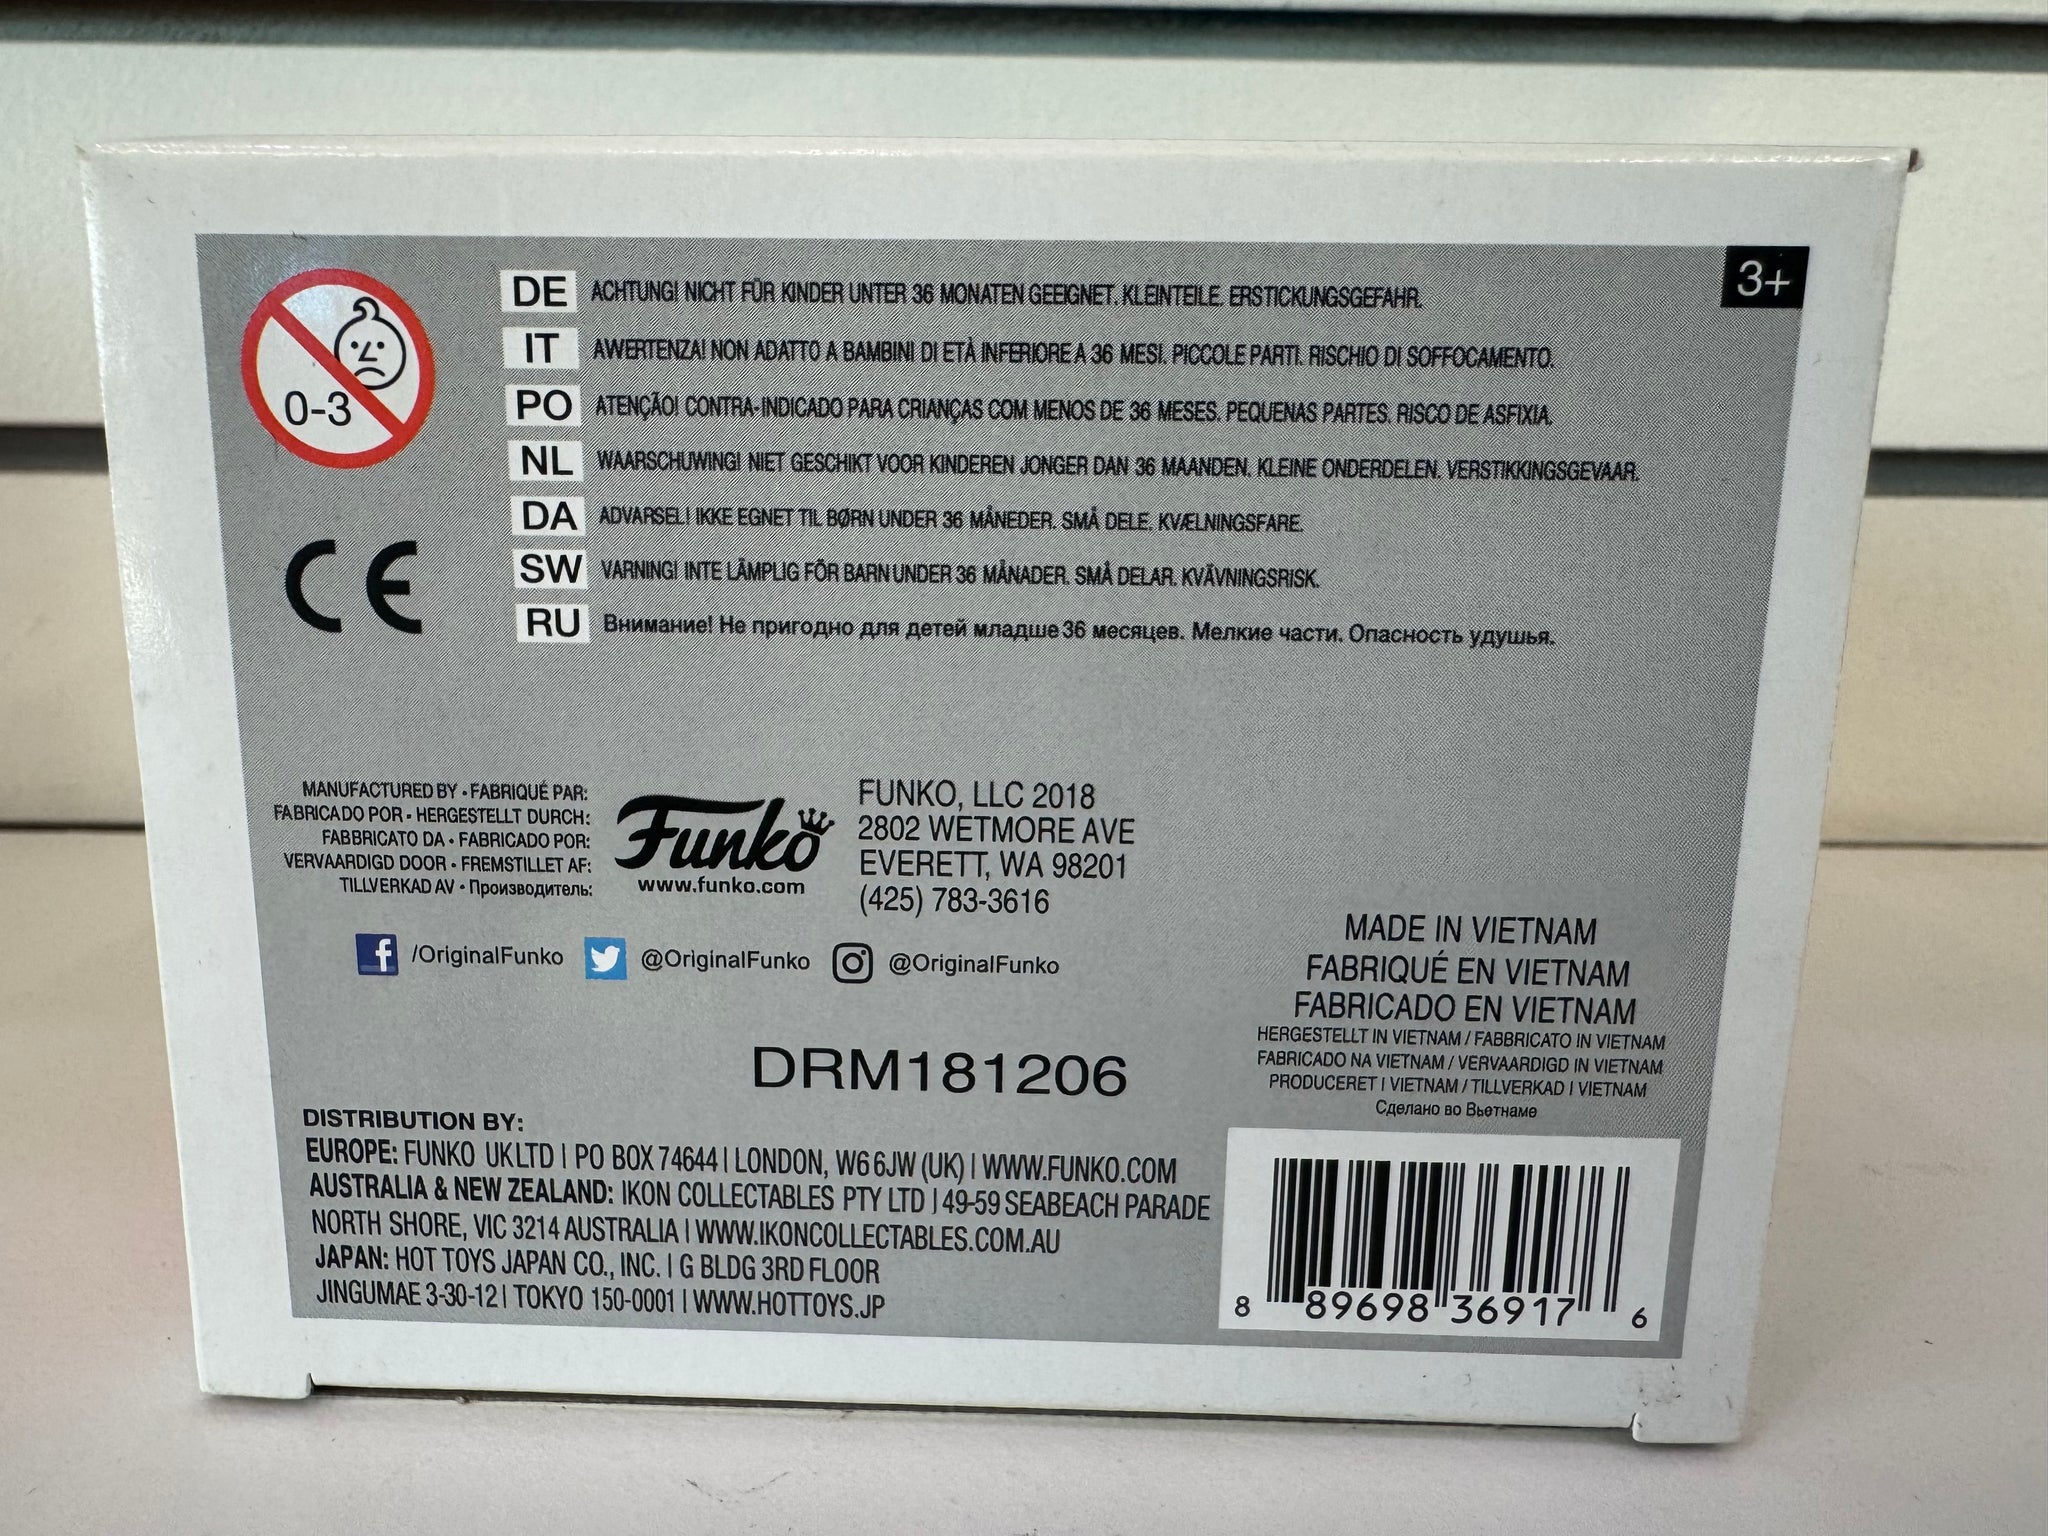 3+
0-3
DE ACHTUNG! NICHT FÜR KINDER UNTER 36 MONATEN GEEIGNET. KLEINTEILE. ERSTICKUNGSGEFAHR.
IT AWERTENZA! NON ADATTO A BAMBINI DI ETÀ INFERIORE A 36 MESI. PICCOLE PARTI. RISCHIO DI SOFFOCAMENTO.
PO ATENÇÃO! CONTRA-INDICADO PARA CRIANÇAS COM MENOS DE 36 MESES. PEQUENAS PARTES. RISCO DE ASFIXIA.
NL WAARSCHUWING! NIET GESCHIKT VOOR KINDEREN JONGER DAN 36 MAANDEN. KLEINE ONDERDELEN. VERSTIKKINGSGEVAAR.
DA ADVARSEL! IKKE EGNET TIL BØRN UNDER 36 MÅNEDER. SMÅ DELE. KVÆLNINGSFARE.
SW VARNING! INTE LÄMPLIG FÖR BARN UNDER 36 MÅNADER. SMÅ DELAR. KVÄVNINGSRISK.
RU Внимание! Не пригодно для детей младше 36 месяцев. Мелкие части. Опасность удушья.
CE
MANUFACTURED BY • FABRIQUÉ PAR:
FABRICADO POR • HERGESTELLT DURCH:
FABBRICATO DA • FABRICADO POR:
VERVAARDIGD DOOR • FREMSTILLET AF:
TILLVERKAD AV • Производитель:
Funko
www.funko.com
FUNKO, LLC 2018
2802 WETMORE AVE
EVERETT, WA 98201
(425) 783-3616
/OriginalFunko @OriginalFunko @OriginalFunko
MADE IN VIETNAM
FABRIQUÉ EN VIETNAM
FABRICADO EN VIETNAM
HERGESTELLT IN VIETNAM / FABBRICATO IN VIETNAM
FABRICADO NA VIETNAM / VERVAARDIGD IN VIETNAM
PRODUCERET I VIETNAM / TILLVERKAD I VIETNAM
Сделано во Вьетнаме
DRM181206
DISTRIBUTION BY:
EUROPE: FUNKO UK LTD | PO BOX 74644 | LONDON, W6 6JW (UK) | WWW.FUNKO.COM
AUSTRALIA & NEW ZEALAND: IKON COLLECTABLES PTY LTD | 49-59 SEABEACH PARADE
NORTH SHORE, VIC 3214 AUSTRALIA | WWW.IKONCOLLECTABLES.COM.AU
JAPAN: HOT TOYS JAPAN CO., INC. | G BLDG 3RD FLOOR
JINGUMAE 3-30-12 | TOKYO 150-0001 | WWW.HOTTOYS.JP
8 89698 36917 6